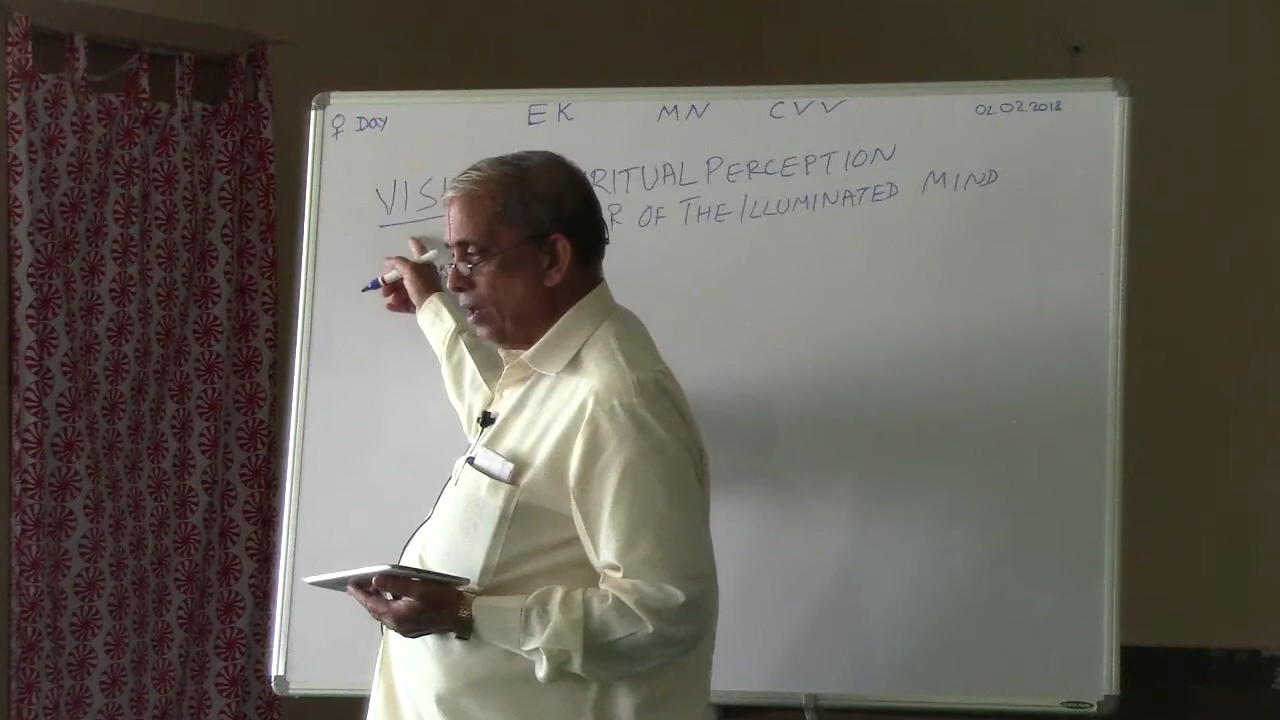 ♀ DAY EK MN CVV 02.02.2018
RITUAL PERCEPTION
OF THE ILLUMINATED MIND